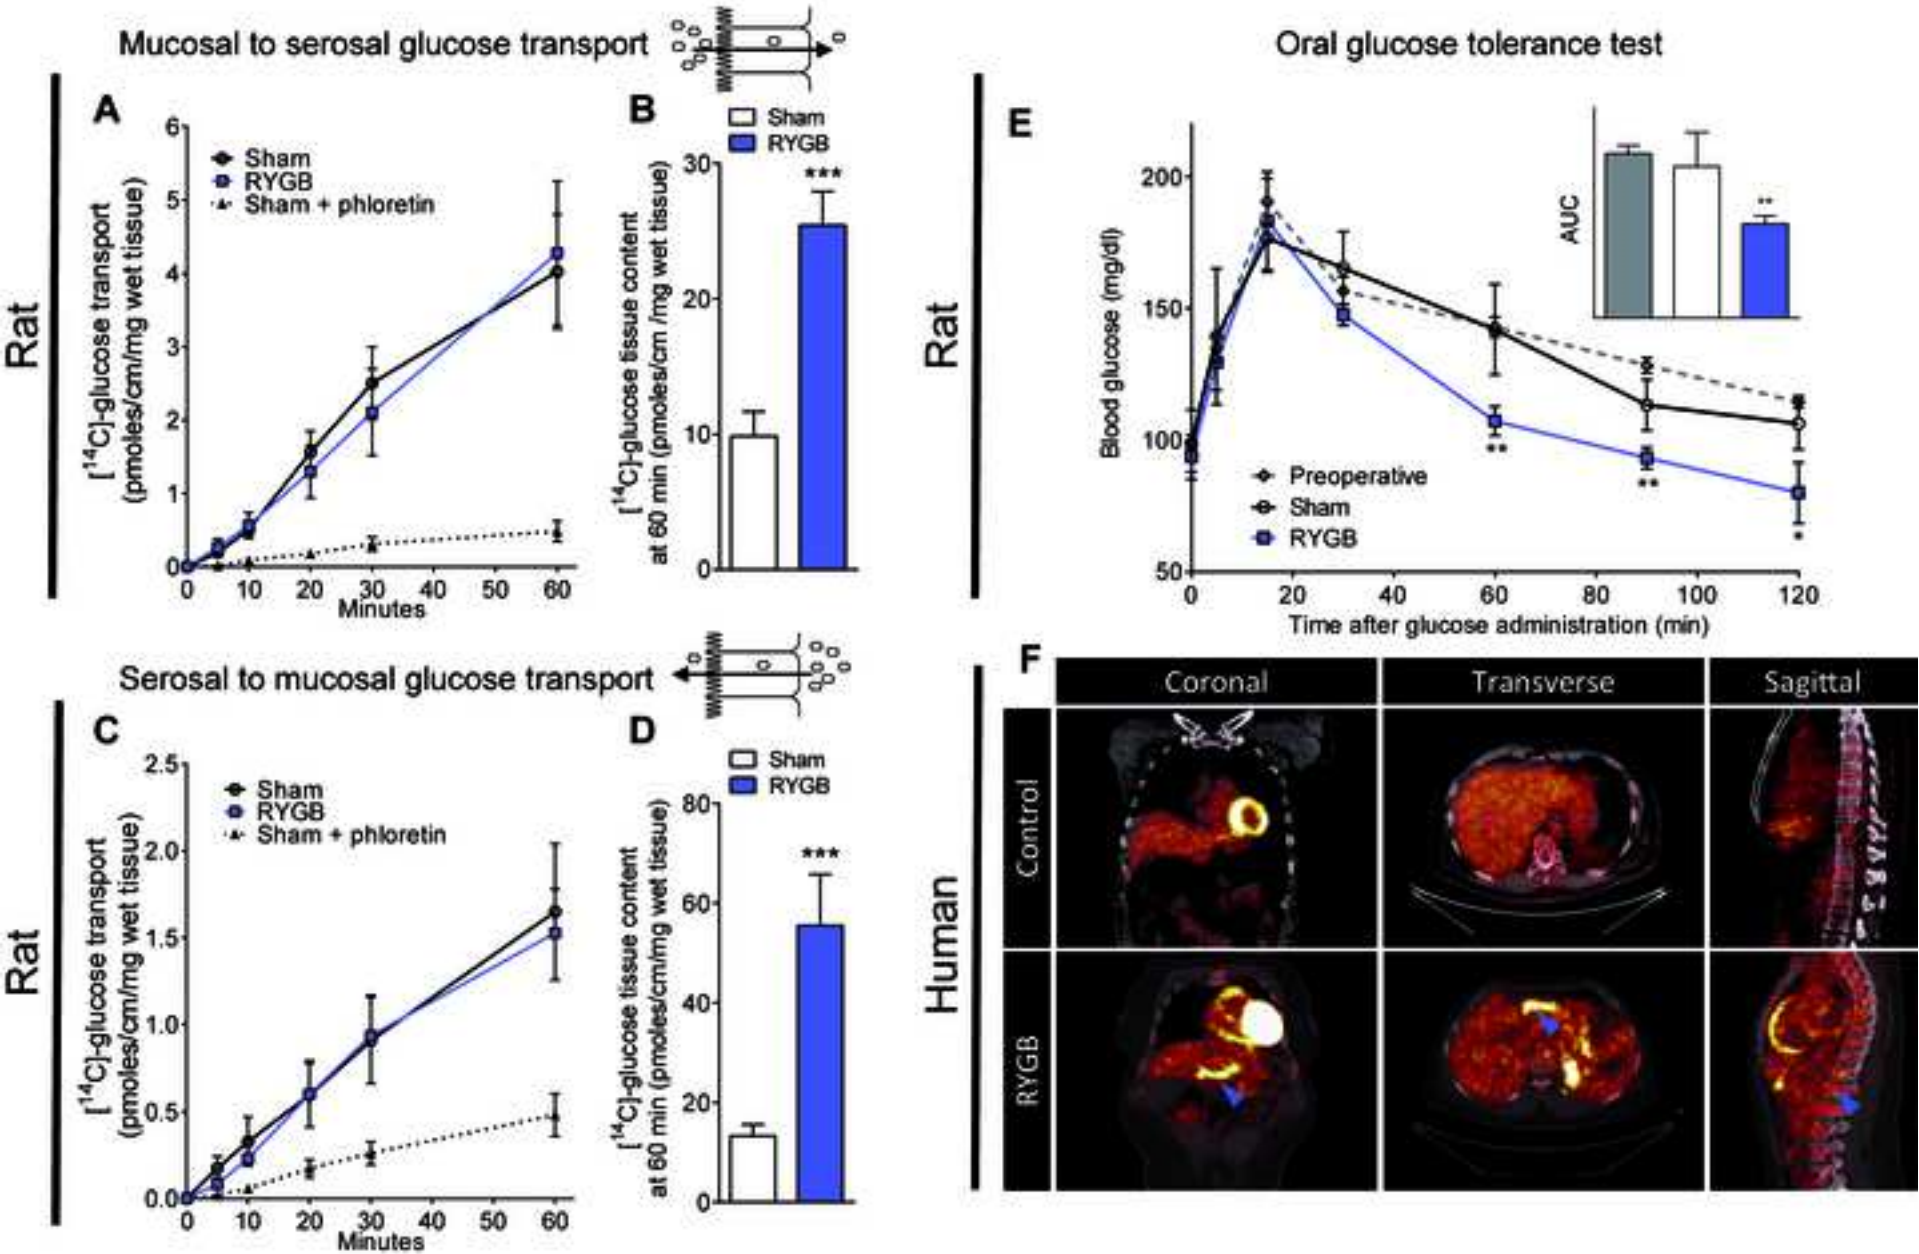 Mucosal to serosal glucose transport
Rat
A
[¹⁴C]-glucose transport
(pmoles/cm/mg wet tissue)
6
5
4
3
2
1
0
Sham
RYGB
Sham + phloretin
0 10 20 30 40 50 60
Minutes
B
Sham
RYGB
[¹⁴C]-glucose tissue content
at 60 min (pmoles/cm /mg wet tissue)
30
20
10
0
***
Serosal to mucosal glucose transport
Rat
C
[¹⁴C]-glucose transport
(pmoles/cm/mg wet tissue)
2.5
2.0
1.5
1.0
0.5
0.0
Sham
RYGB
Sham + phloretin
0 10 20 30 40 50 60
Minutes
D
Sham
RYGB
[¹⁴C]-glucose tissue content
at 60 min (pmoles/cm/mg wet tissue)
80
60
40
20
0
***
Oral glucose tolerance test
Rat
E
Blood glucose (mg/dl)
200
150
100
50
AUC
**
**
**
*
Preoperative
Sham
RYGB
0 20 40 60 80 100 120
Time after glucose administration (min)
Human
F
Coronal Transverse Sagittal
Control
RYGB